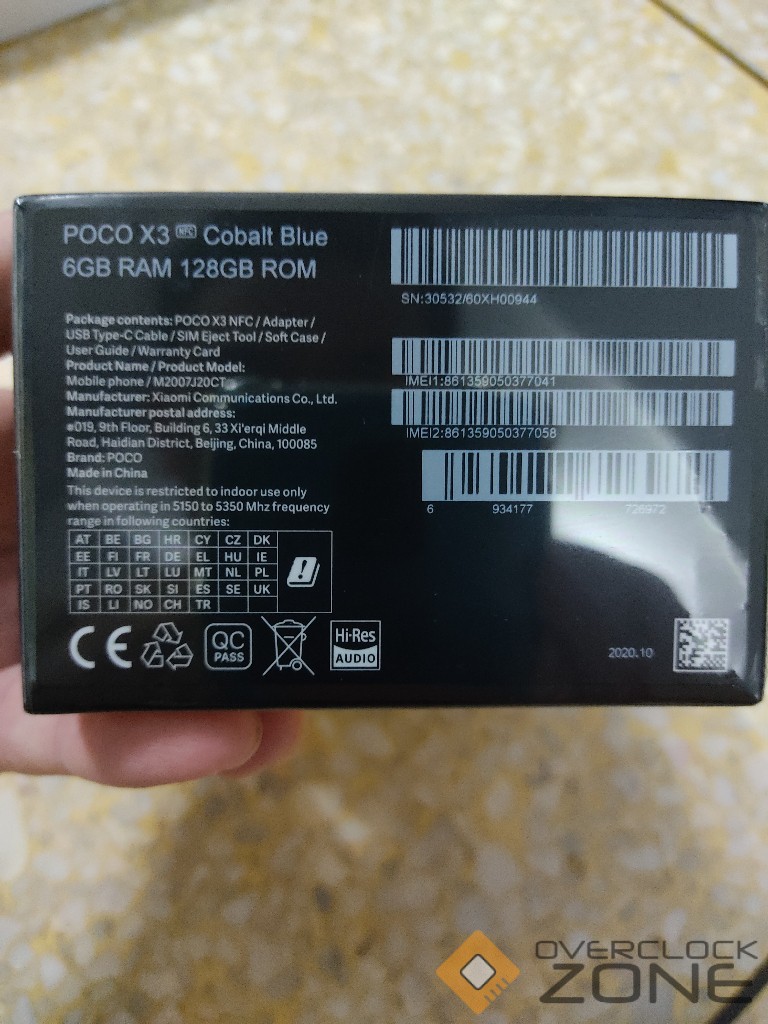 POCO X3 NFC Cobalt Blue
6GB RAM 128GB ROM
Package contents: POCO X3 NFC / Adapter /
USB Type-C Cable / SIM Eject Tool / Soft Case /
User Guide / Warranty Card
Product Name / Product Model:
Mobile phone / M2007J20CT
Manufacturer: Xiaomi Communications Co., Ltd.
Manufacturer postal address:
#019, 9th Floor, Building 6, 33 Xi'erqi Middle
Road, Haidian District, Beijing, China, 100085
Brand: POCO
Made in China
This device is restricted to indoor use only
when operating in 5150 to 5350 Mhz frequency
range in following countries:
AT BE BG HR CY CZ DK
EE FI FR DE EL HU IE
IT LV LT LU MT NL PL
PT RO SK SI ES SE UK
IS LI NO CH TR
CE
QC
PASS
Hi-Res
AUDIO
SN:30532/60XH00944
IMEI1:861359050377041
IMEI2:861359050377058
6 934177 726972
2020.10
OVERCLOCK
ZONE